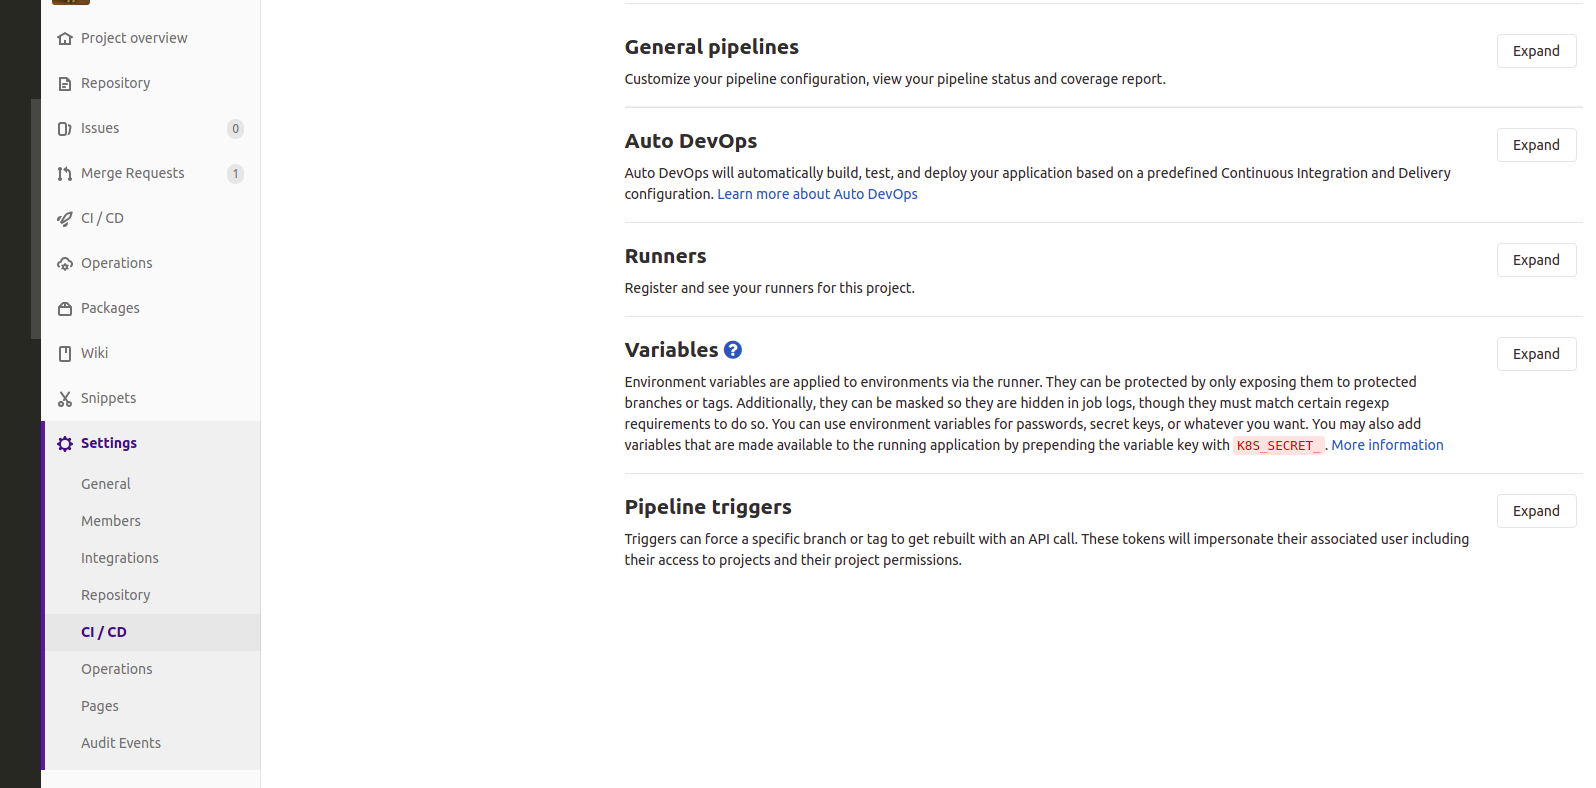 Project overview
Repository
Issues 0
Merge Requests 1
CI / CD
Operations
Packages
Wiki
Snippets
Settings
General
Members
Integrations
Repository
CI / CD
Operations
Pages
Audit Events
General pipelines
Expand
Customize your pipeline configuration, view your pipeline status and coverage report.
Auto DevOps
Expand
Auto DevOps will automatically build, test, and deploy your application based on a predefined Continuous Integration and Delivery
configuration. Learn more about Auto DevOps
Runners
Expand
Register and see your runners for this project.
Variables ?
Expand
Environment variables are applied to environments via the runner. They can be protected by only exposing them to protected
branches or tags. Additionally, they can be masked so they are hidden in job logs, though they must match certain regexp
requirements to do so. You can use environment variables for passwords, secret keys, or whatever you want. You may also add
variables that are made available to the running application by prepending the variable key with K8S_SECRET_. More information
Pipeline triggers
Expand
Triggers can force a specific branch or tag to get rebuilt with an API call. These tokens will impersonate their associated user including
their access to projects and their project permissions.